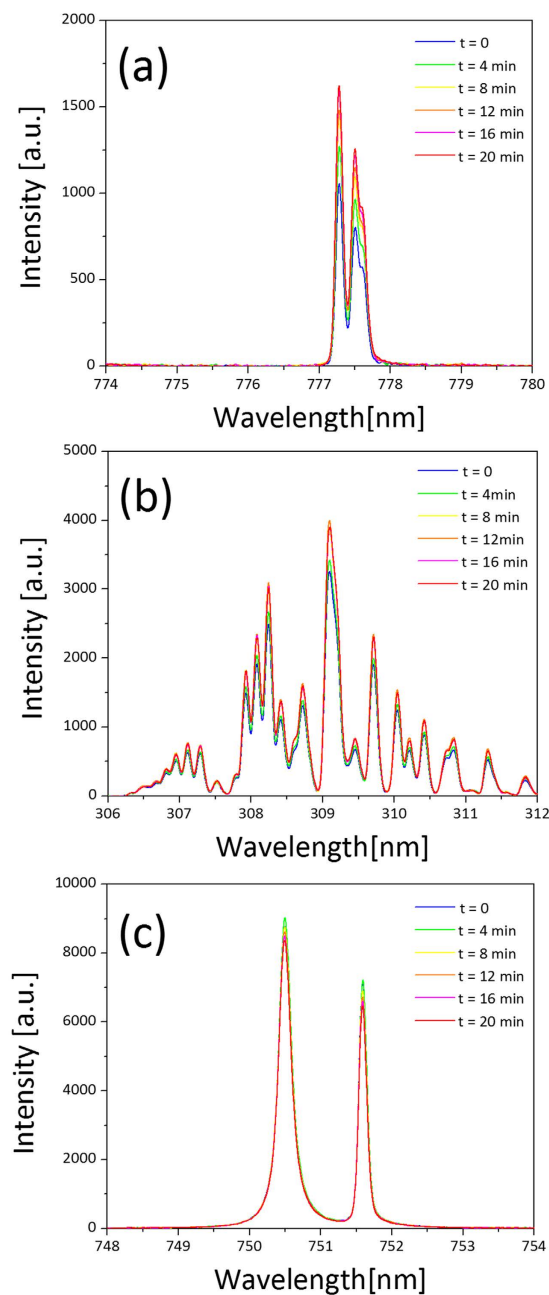 (a)
t = 0
t = 4 min
t = 8 min
t = 12 min
t = 16 min
t = 20 min
Intensity [a.u.]
2000
1500
1000
500
0
774 775 776 777 778 779 780
Wavelength[nm]
(b)
t = 0
t = 4min
t = 8 min
t = 12min
t = 16 min
t = 20 min
Intensity [a.u.]
5000
4000
3000
2000
1000
0
306 307 308 309 310 311 312
Wavelength[nm]
(c)
t = 0
t = 4 min
t = 8 min
t = 12 min
t = 16 min
t = 20 min
Intensity [a.u.]
10000
8000
6000
4000
2000
0
748 749 750 751 752 753 754
Wavelength[nm]